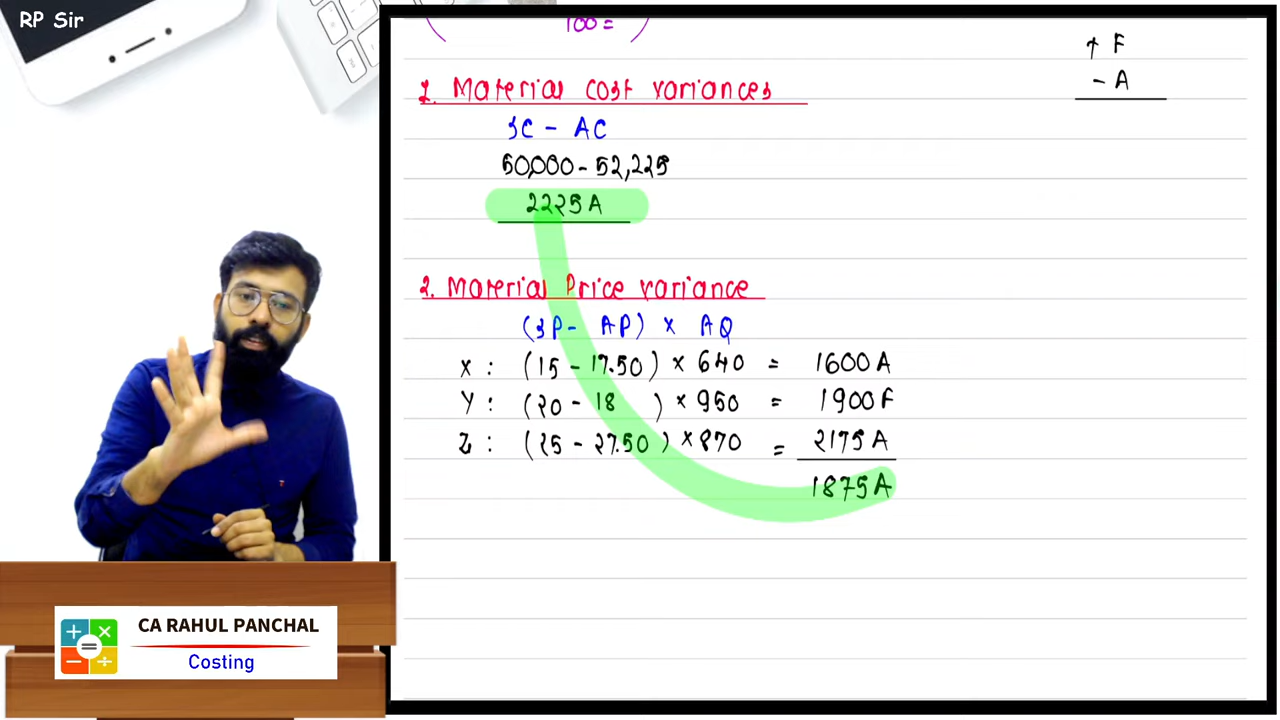 RP Sir
100 =
↑ F
- A
1. Material Cost variances
SC - AC
50,000 - 52,225
2225 A
2. Material Price variance
(SP - AP) × AQ
X : (15 - 17.50) × 640 = 1600 A
Y : (20 - 18 ) × 950 = 1900 F
Z : (25 - 27.50) × 870 = 2175 A
1875 A
CA RAHUL PANCHAL
Costing